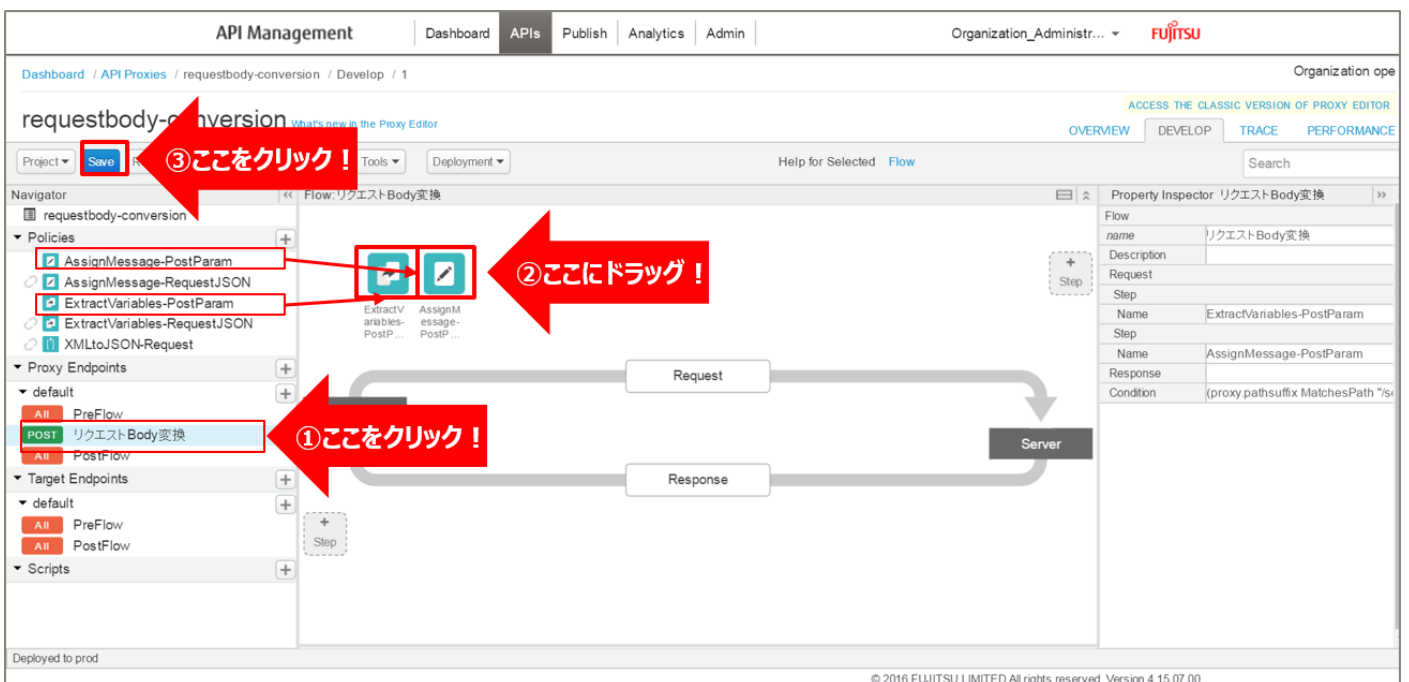 API Management
Dashboard APIs Publish Analytics Admin
Organization_Administr...
FUJITSU
Dashboard / API Proxies / requestbody-conversion / Develop / 1
Organization ope
ACCESS THE CLASSIC VERSION OF PROXY EDITOR
What's new in the Proxy Editor
OVERVIEW DEVELOP TRACE PERFORMANCE
Project Save
③ここをクリック！
Tools Deployment
Help for Selected Flow
Search
Navigator
Flow:リクエストBody変換
Property Inspector リクエストBody変換
requestbody-conversion
Policies
AssignMessage-PostParam
AssignMessage-RequestJSON
ExtractVariables-PostParam
ExtractVariables-RequestJSON
XMLtoJSON-Request
Proxy Endpoints
default
All PreFlow
POST リクエストBody変換
All PostFlow
Target Endpoints
default
All PreFlow
All PostFlow
Scripts
②ここにドラッグ！
ExtractV
ariables-
PostP...
AssignM
essage-
PostP...
+
Step
Request
①ここをクリック！
Server
Response
+
Step
Flow
name リクエストBody変換
Description
Request
Step
Name ExtractVariables-PostParam
Step
Name AssignMessage-PostParam
Response
Condition (proxy.pathsuffix MatchesPath "/s
Deployed to prod
© 2016 FUJITSU LIMITED All rights reserved. Version 4.15.07.00